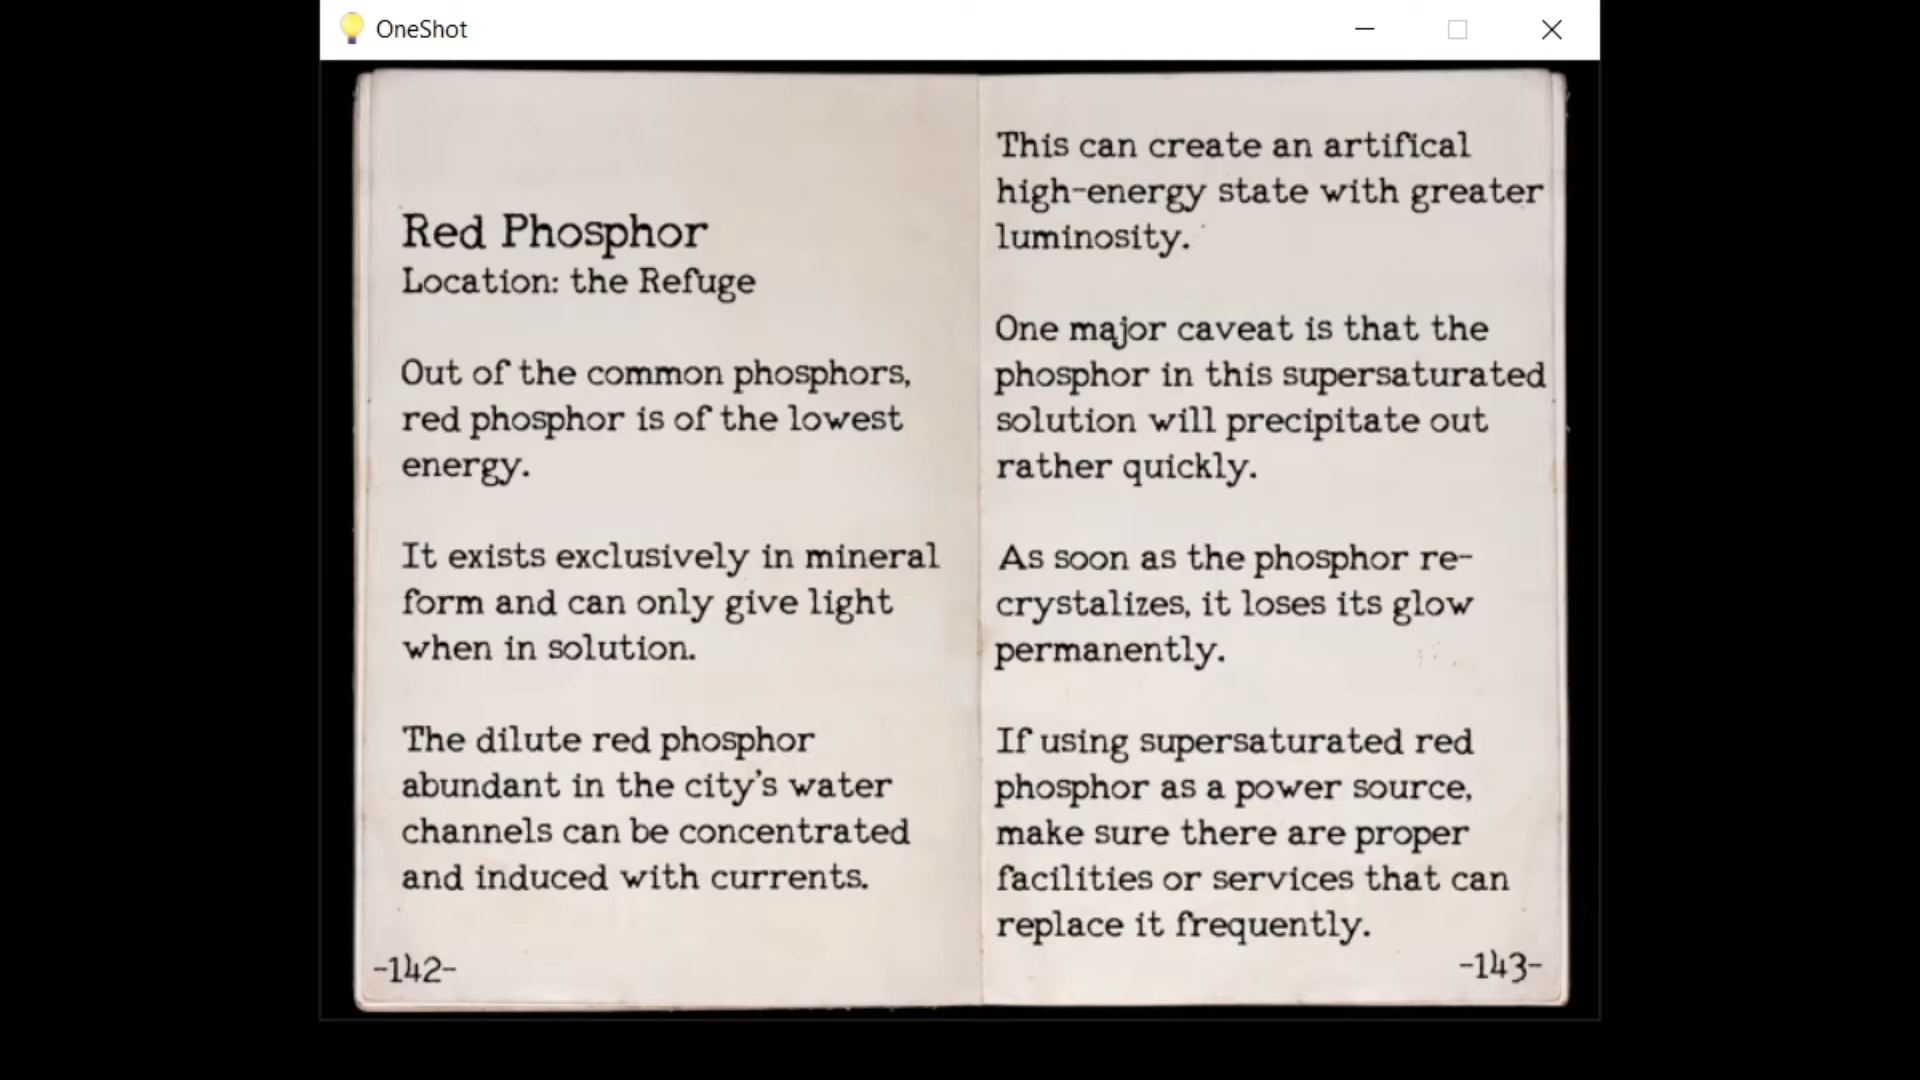 OneShot
Red Phosphor
Location: the Refuge
Out of the common phosphors,
red phosphor is of the lowest
energy.
It exists exclusively in mineral
form and can only give light
when in solution.
The dilute red phosphor
abundant in the city's water
channels can be concentrated
and induced with currents.
-142-
This can create an artifical
high-energy state with greater
luminosity.
One major caveat is that the
phosphor in this supersaturated
solution will precipitate out
rather quickly.
As soon as the phosphor re-
crystalizes, it loses its glow
permanently.
If using supersaturated red
phosphor as a power source,
make sure there are proper
facilities or services that can
replace it frequently.
-143-